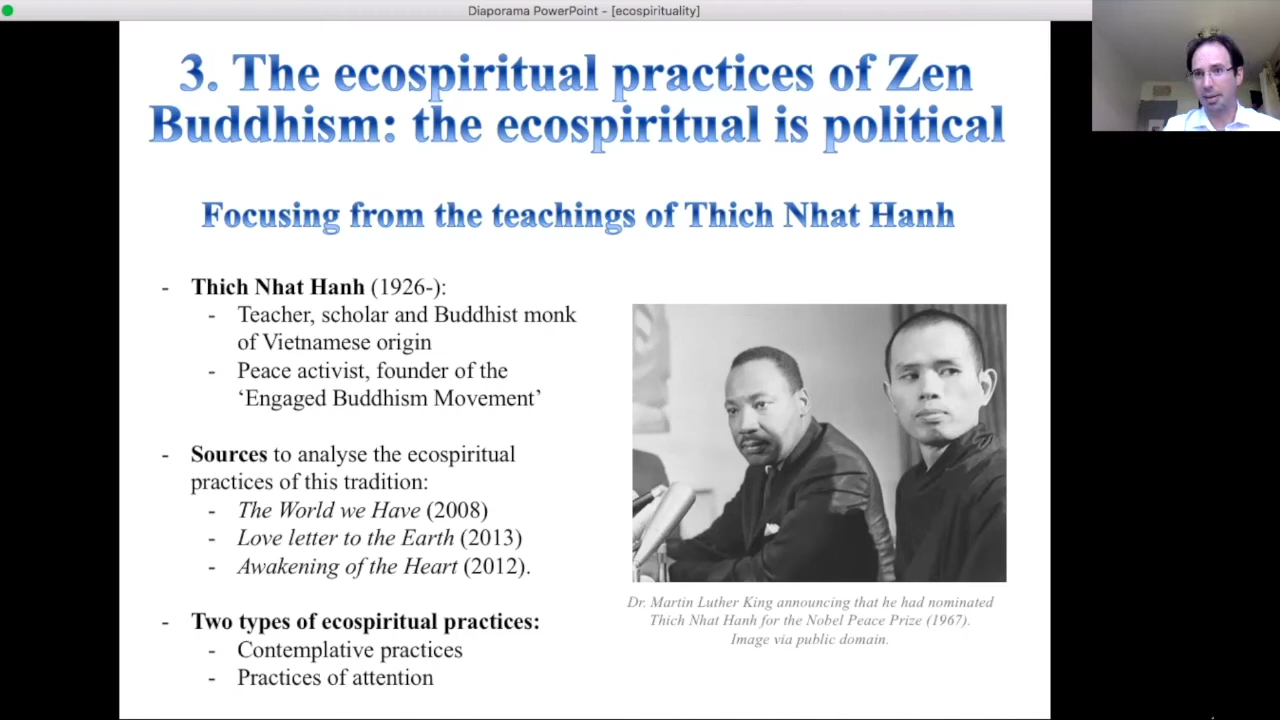 Diaporama PowerPoint - [ecospirituality]
3. The ecospiritual practices of Zen
Buddhism: the ecospiritual is political
Focusing from the teachings of Thich Nhat Hanh
- Thich Nhat Hanh (1926-):
- Teacher, scholar and Buddhist monk
of Vietnamese origin
- Peace activist, founder of the
‘Engaged Buddhism Movement’
- Sources to analyse the ecospiritual
practices of this tradition:
- The World we Have (2008)
- Love letter to the Earth (2013)
- Awakening of the Heart (2012).
- Two types of ecospiritual practices:
- Contemplative practices
- Practices of attention
Dr. Martin Luther King announcing that he had nominated
Thich Nhat Hanh for the Nobel Peace Prize (1967).
Image via public domain.